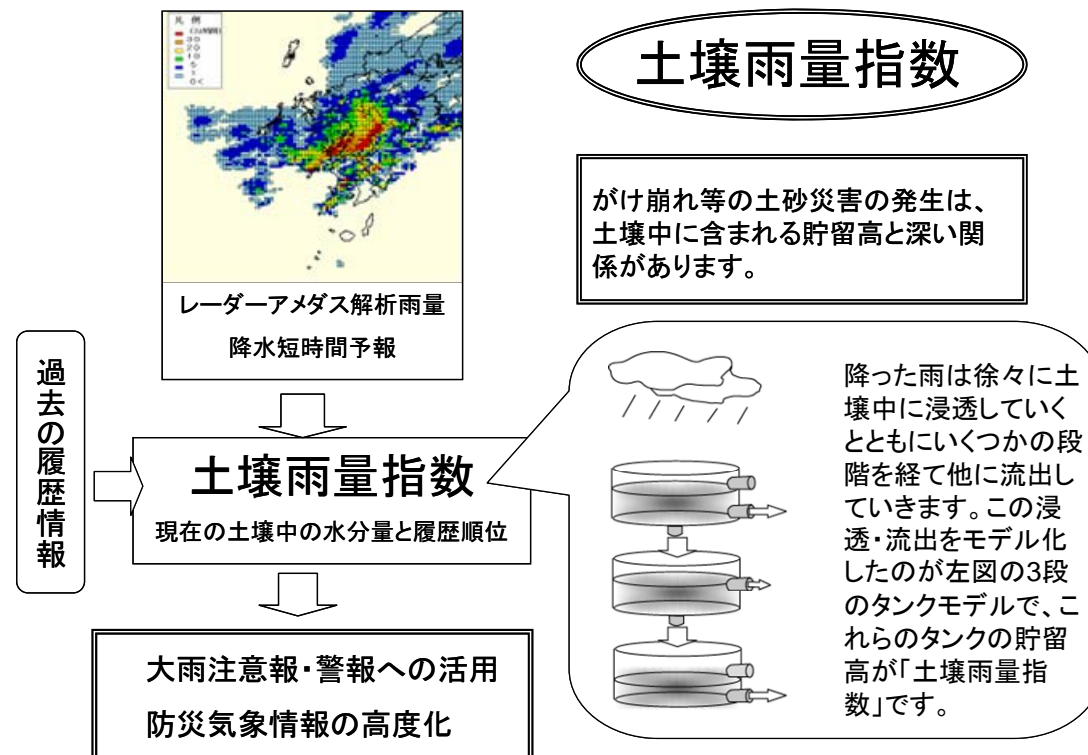 凡 例
30
20
10
5
1
0<
レーダーアメダス解析雨量
降水短時間予報
土壌雨量指数
がけ崩れ等の土砂災害の発生は、
土壌中に含まれる貯留高と深い関
係があります。
過去の履歴情報
土壌雨量指数
現在の土壌中の水分量と履歴順位
大雨注意報・警報への活用
防災気象情報の高度化
降った雨は徐々に土
壌中に浸透していく
とともにいくつかの段
階を経て他に流出し
ていきます。この浸
透・流出をモデル化
したのが左図の3段
のタンクモデルで、こ
れらのタンクの貯留
高が「土壌雨量指
数」です。